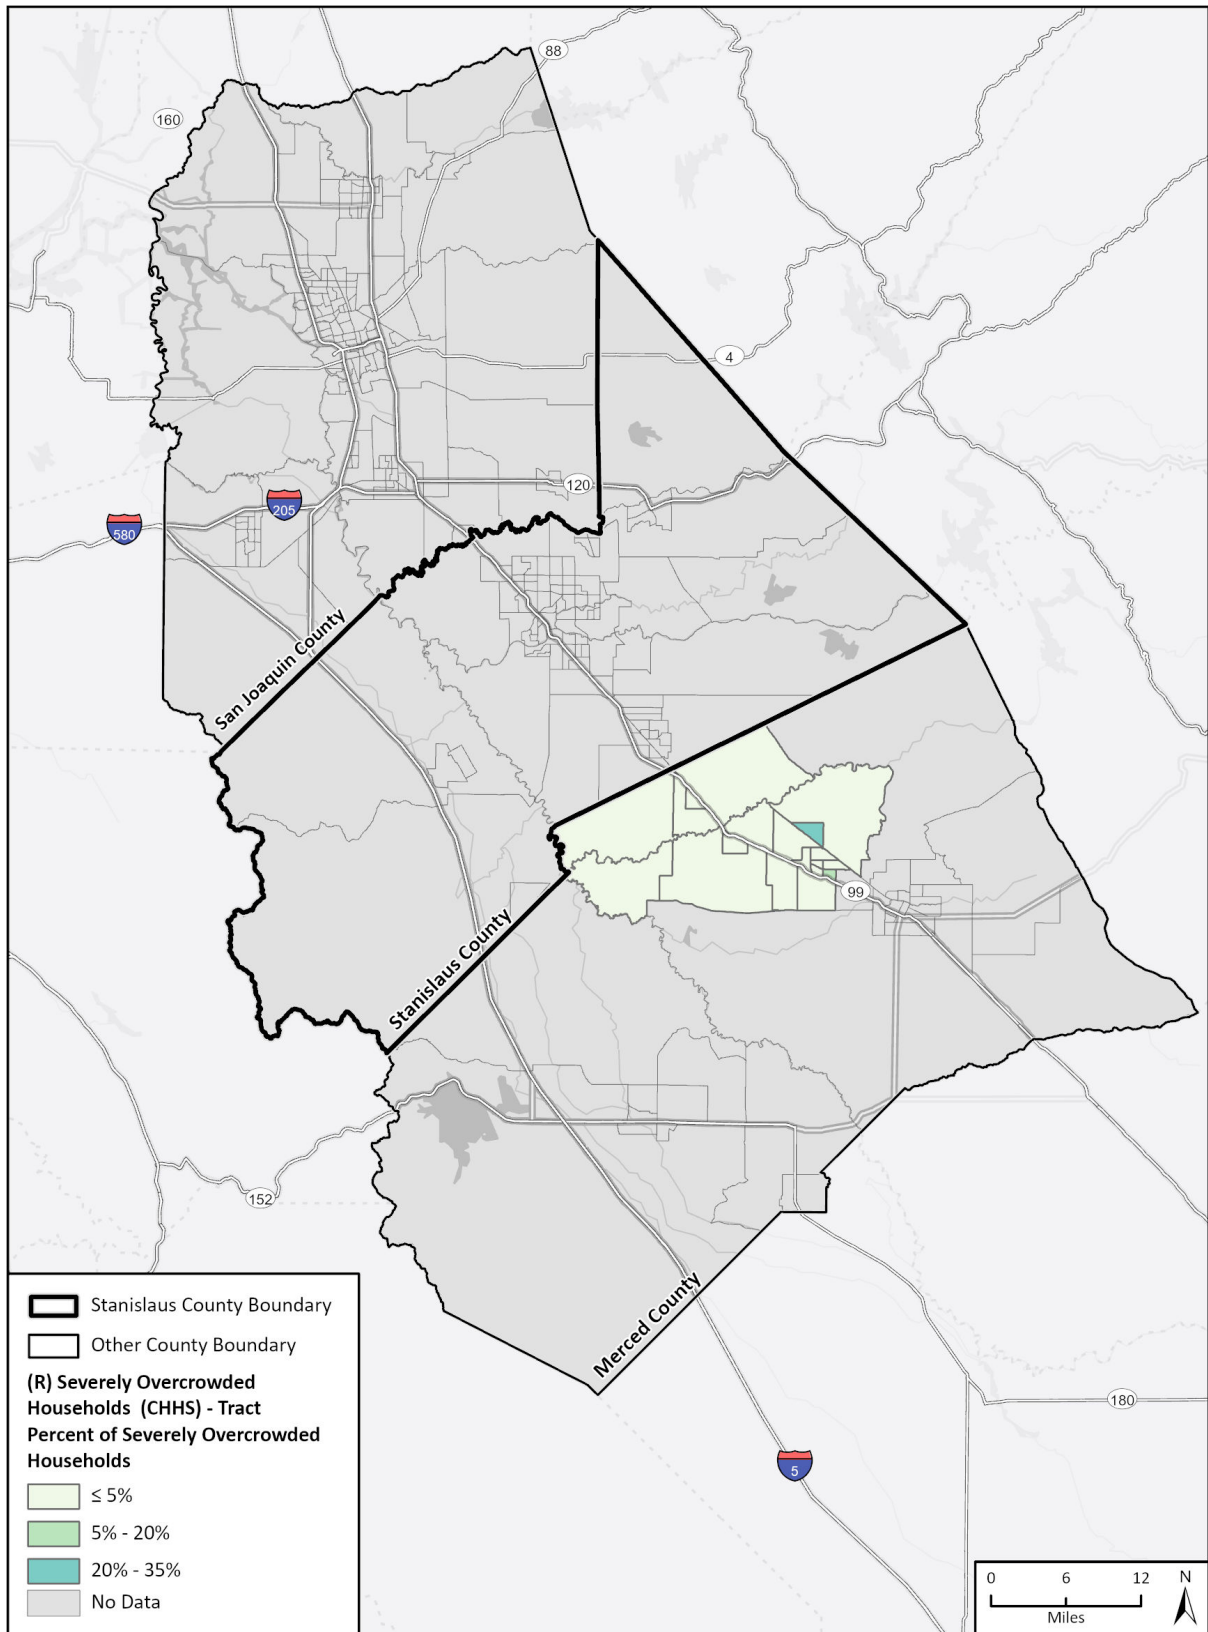 88
160
4
120
205
580
San Joaquin County
99
Stanislaus County
152
Merced County
180
5
Stanislaus County Boundary
Other County Boundary
(R) Severely Overcrowded
Households (CHHS) - Tract
Percent of Severely Overcrowded
Households
≤ 5%
5% - 20%
20% - 35%
No Data
0 6 12
Miles
N